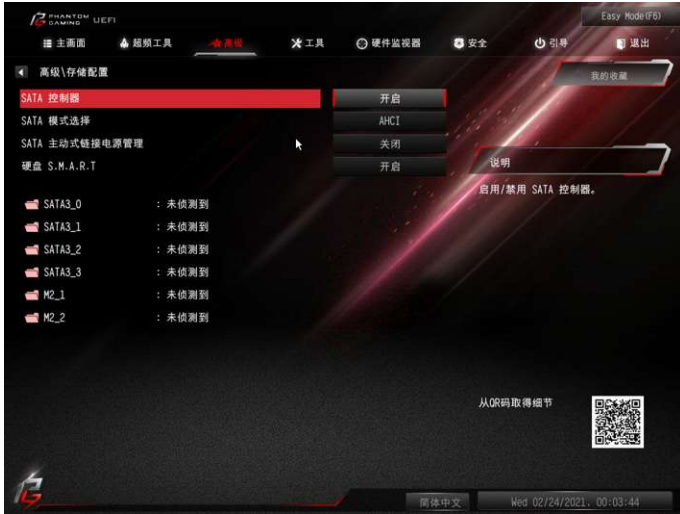 PHANTOM GAMING UEFI
Easy Mode(F6)
主画面 超频工具 高级 工具 硬件监视器 安全 引导 退出
高级\存储配置
我的收藏
SATA 控制器 开启
SATA 模式选择 AHCI
SATA 主动式链接电源管理 关闭
硬盘 S.M.A.R.T 开启
说明
启用/禁用 SATA 控制器。
SATA3_0 : 未侦测到
SATA3_1 : 未侦测到
SATA3_2 : 未侦测到
SATA3_3 : 未侦测到
M2_1 : 未侦测到
M2_2 : 未侦测到
从QR码取得细节
简体中文 Wed 02/24/2021. 00:03:44